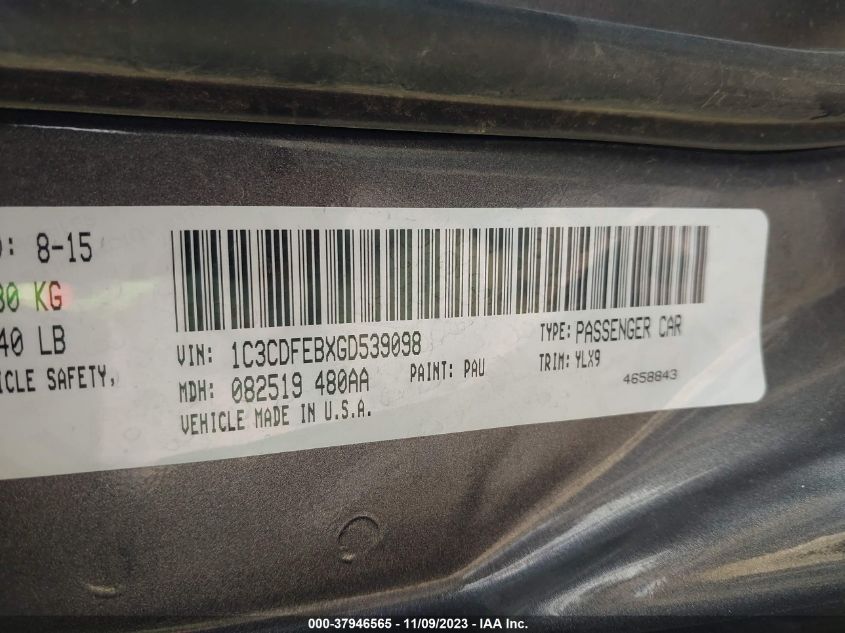 8-15
KG
LB
VIN: 1C3CDFEBXGD539098 TYPE: PASSENGER CAR
ICLE SAFETY, MDH: 082519 480AA PAINT: PAU TRIM: YLX9
VEHICLE MADE IN U.S.A. 4658843
000-37946565 - 11/09/2023 - IAA Inc.